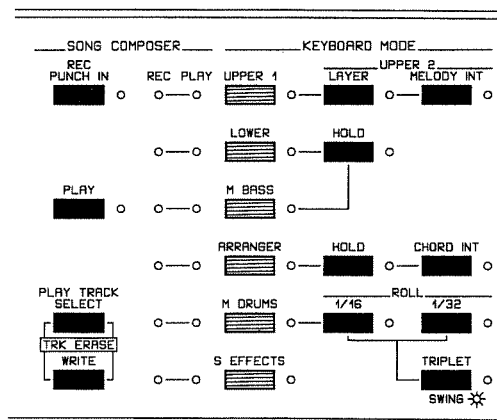 SONG COMPOSER KEYBOARD MODE
REC UPPER 2
PUNCH IN REC PLAY UPPER 1 LAYER MELODY INT
LOWER HOLD
PLAY M BASS
ARRANGER HOLD CHORD INT
PLAY TRACK ROLL
SELECT M DRUMS 1/16 1/32
TRK ERASE
WRITE S EFFECTS TRIPLET
SWING